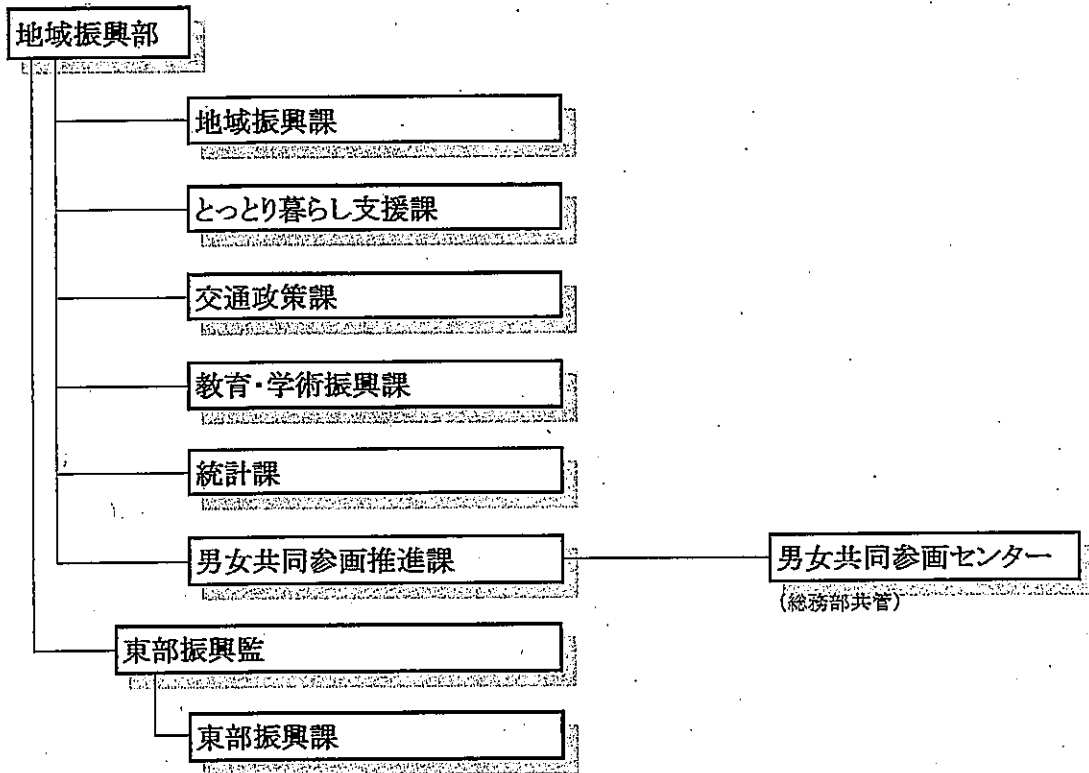 地域振興部
地域振興課
とっとり暮らし支援課
交通政策課
教育・学術振興課
統計課
男女共同参画推進課
男女共同参画センター
(総務部共管)
東部振興監
東部振興課